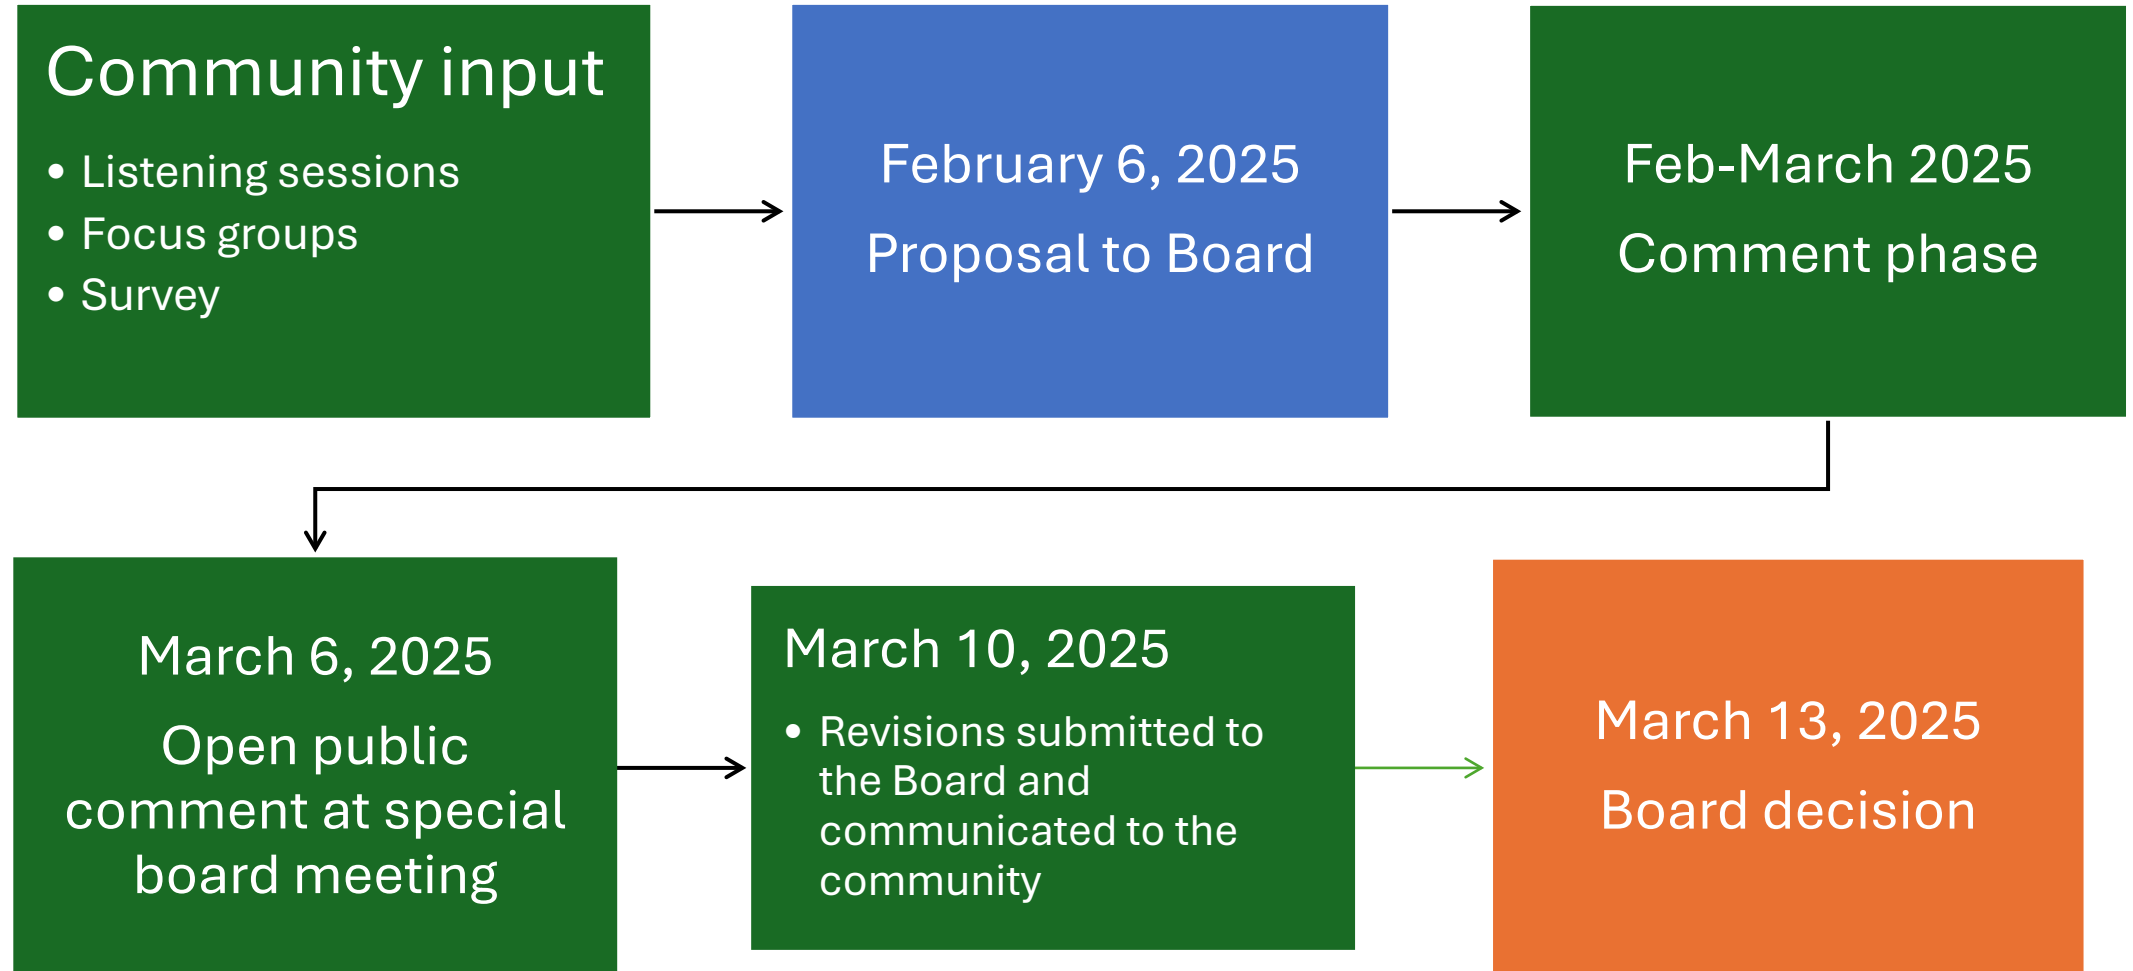 Community input
• Listening sessions
• Focus groups
• Survey
February 6, 2025
Proposal to Board
Feb-March 2025
Comment phase
March 6, 2025
Open public
comment at special
board meeting
March 10, 2025
• Revisions submitted to
the Board and
communicated to the
community
March 13, 2025
Board decision